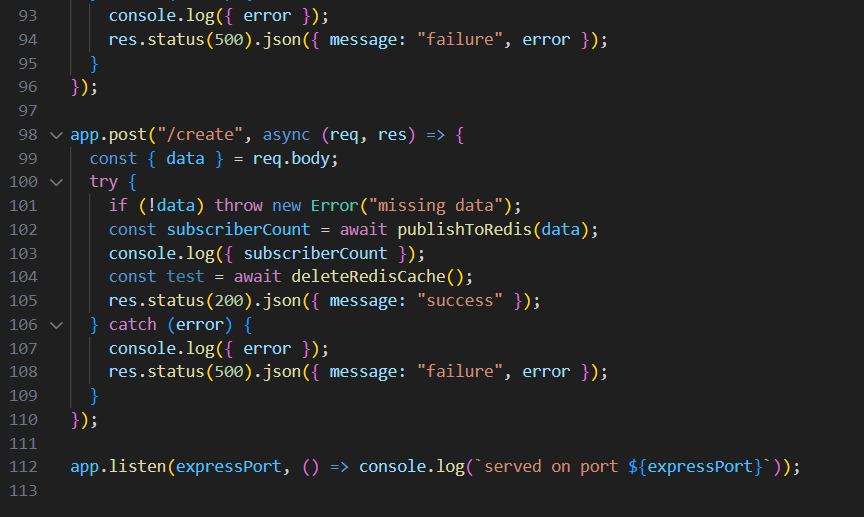 93 console.log({ error });
94 res.status(500).json({ message: "failure", error });
95 }
96 });
97
98 app.post("/create", async (req, res) => {
99 const { data } = req.body;
100 try {
101 if (!data) throw new Error("missing data");
102 const subscriberCount = await publishToRedis(data);
103 console.log({ subscriberCount });
104 const test = await deleteRedisCache();
105 res.status(200).json({ message: "success" });
106 } catch (error) {
107 console.log({ error });
108 res.status(500).json({ message: "failure", error });
109 }
110 });
111
112 app.listen(expressPort, () => console.log(`served on port ${expressPort}`));
113